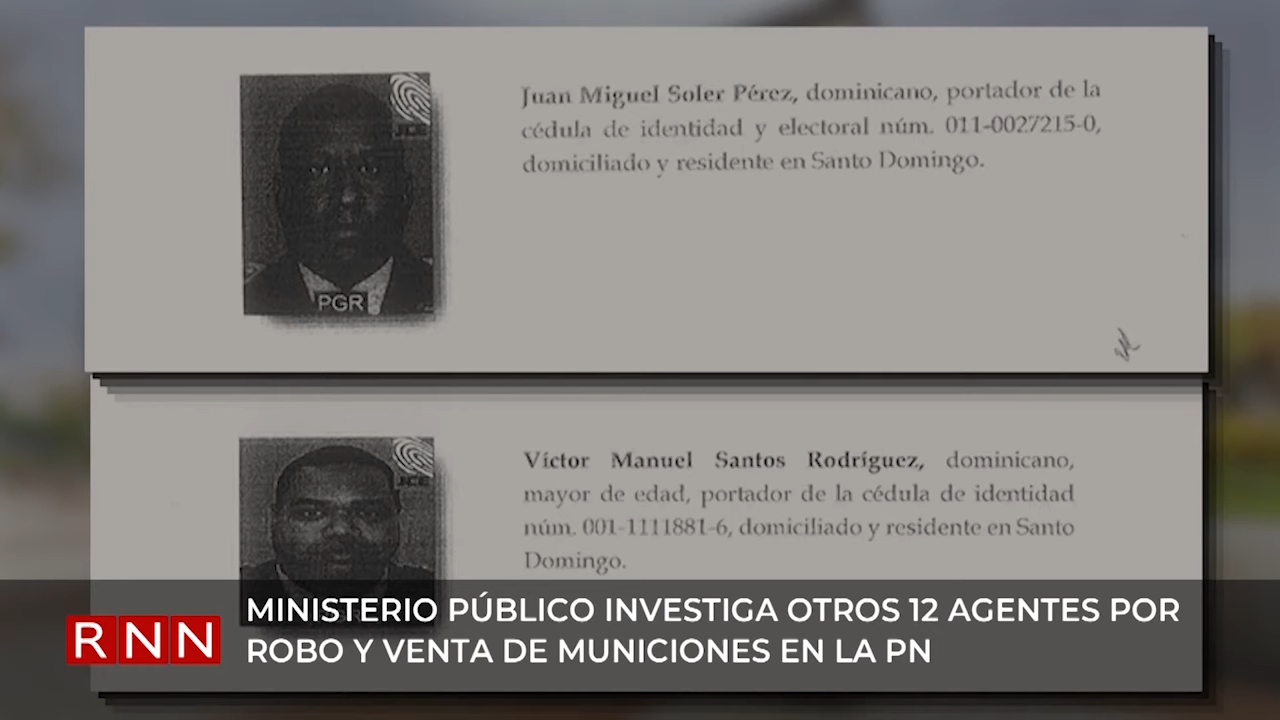 JCE
PGR
Juan Miguel Soler Pérez, dominicano, portador de la
cédula de identidad y electoral núm. 011-0027215-0,
domiciliado y residente en Santo Domingo.
JCE
PGR
Víctor Manuel Santos Rodríguez, dominicano,
mayor de edad, portador de la cédula de identidad
núm. 001-1111881-6, domiciliado y residente en Santo
Domingo.
RNN
MINISTERIO PÚBLICO INVESTIGA OTROS 12 AGENTES POR
ROBO Y VENTA DE MUNICIONES EN LA PN